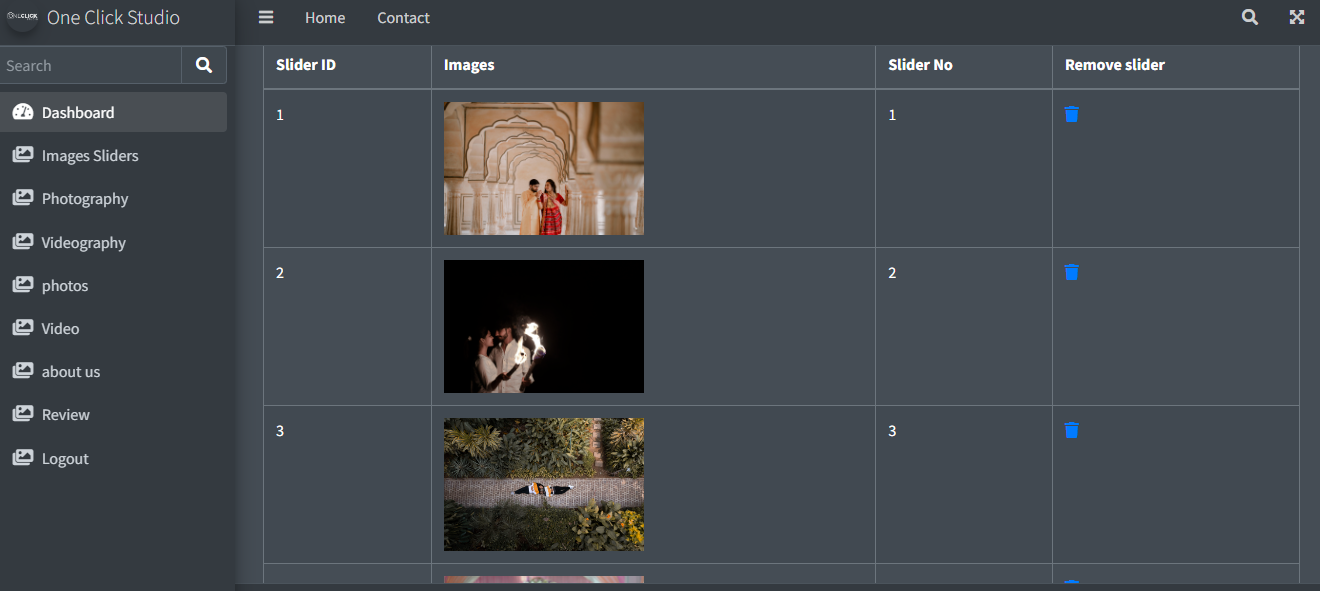 ONECLICK
One Click Studio
Home
Contact
Search
Dashboard
Images Sliders
Photography
Videography
photos
Video
about us
Review
Logout
Slider ID Images Slider No Remove slider
1 1
2 2
3 3